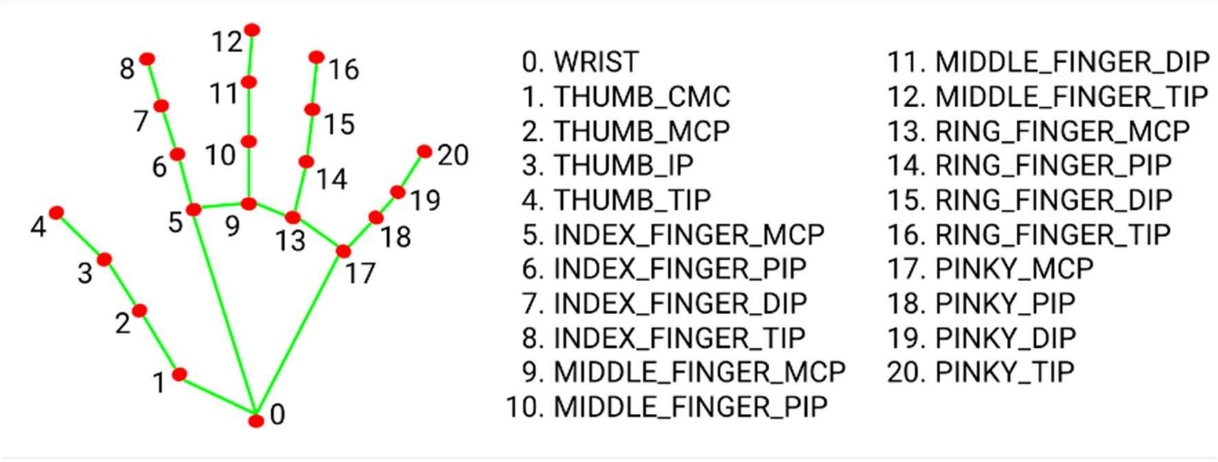 12
8
16
11
7
15
10
6
14
20
19
4
5
9
13
18
3
17
2
1
0
0. WRIST
1. THUMB_CMC
2. THUMB_MCP
3. THUMB_IP
4. THUMB_TIP
5. INDEX_FINGER_MCP
6. INDEX_FINGER_PIP
7. INDEX_FINGER_DIP
8. INDEX_FINGER_TIP
9. MIDDLE_FINGER_MCP
10. MIDDLE_FINGER_PIP
11. MIDDLE_FINGER_DIP
12. MIDDLE_FINGER_TIP
13. RING_FINGER_MCP
14. RING_FINGER_PIP
15. RING_FINGER_DIP
16. RING_FINGER_TIP
17. PINKY_MCP
18. PINKY_PIP
19. PINKY_DIP
20. PINKY_TIP